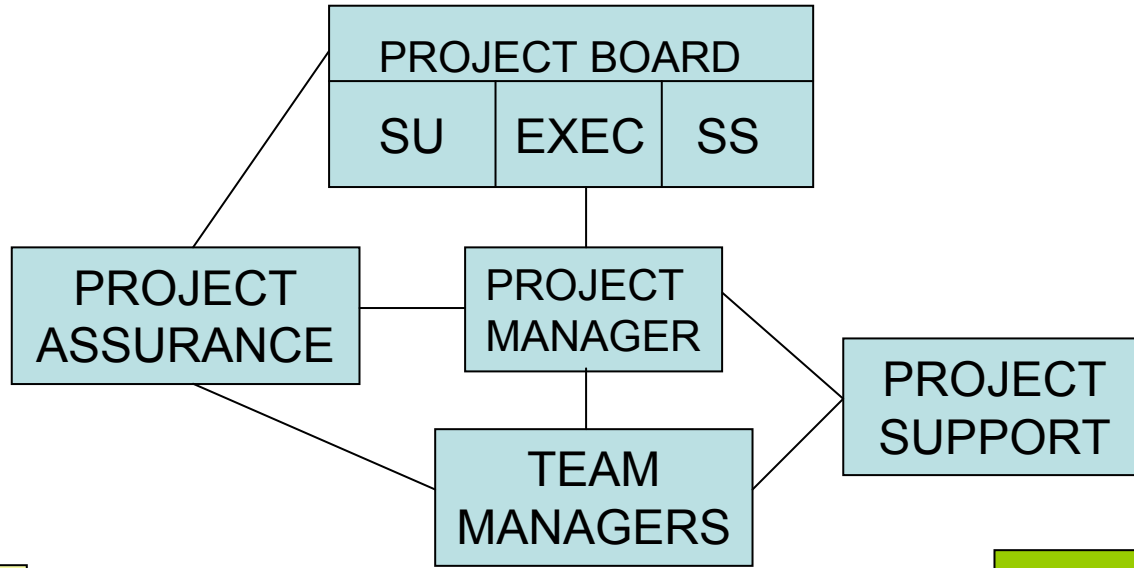 PROJECT BOARD
SU EXEC SS
PROJECT
ASSURANCE
PROJECT
MANAGER
PROJECT
SUPPORT
TEAM
MANAGERS